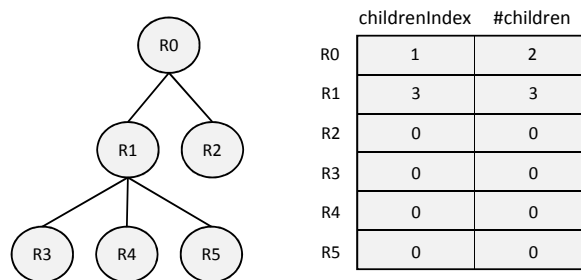 R0
R1
R2
R3
R4
R5
childrenIndex #children
R0 1 2
R1 3 3
R2 0 0
R3 0 0
R4 0 0
R5 0 0